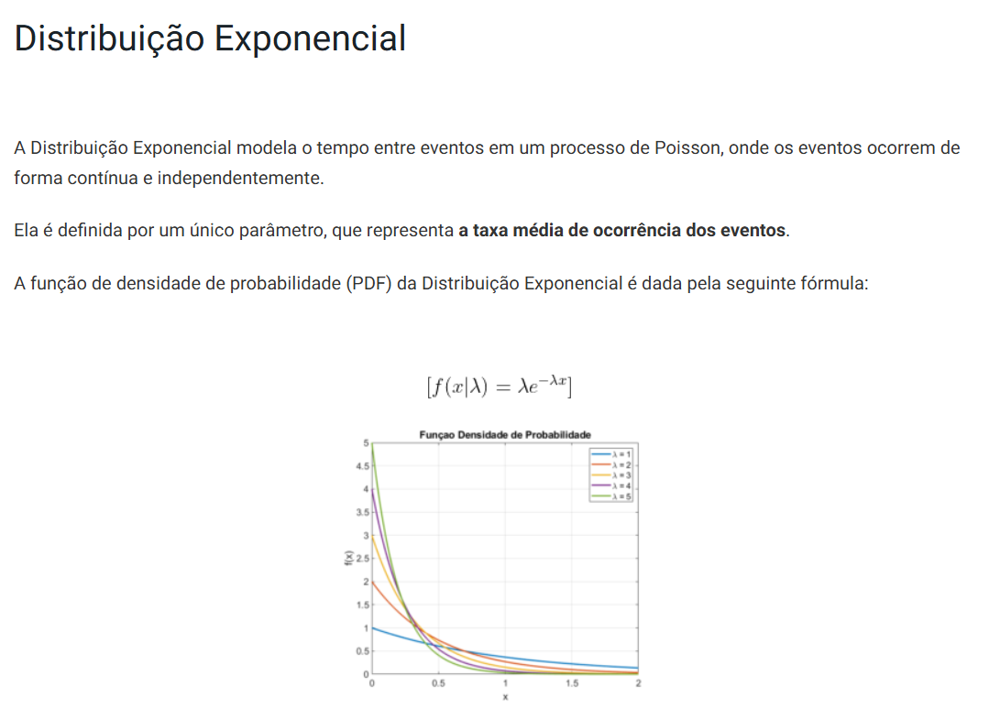 Distribuição Exponencial
A Distribuição Exponencial modela o tempo entre eventos em um processo de Poisson, onde os eventos ocorrem de
forma contínua e independentemente.
Ela é definida por um único parâmetro, que representa a taxa média de ocorrência dos eventos.
A função de densidade de probabilidade (PDF) da Distribuição Exponencial é dada pela seguinte fórmula:
[f(x|λ) = λe^{−λx}]
Funçao Densidade de Probabilidade
5
4.5
4
3.5
3
2.5
2
1.5
1
0.5
0
f(x)
λ = 1
λ = 2
λ = 3
λ = 4
λ = 5
0 0.5 1 1.5 2
x